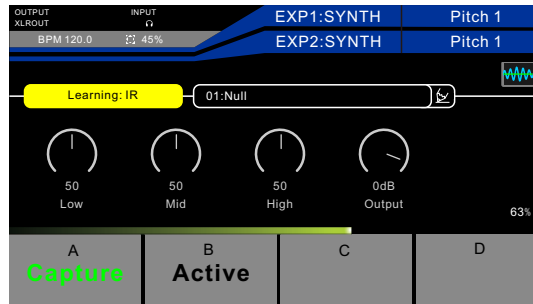 OUTPUT INPUT EXP1:SYNTH Pitch 1
XLROUT
BPM 120.0 45% EXP2:SYNTH Pitch 1
Learning: IR 01:Null
50 50 50 0dB
Low Mid High Output
63%
A B C D
Capture Active